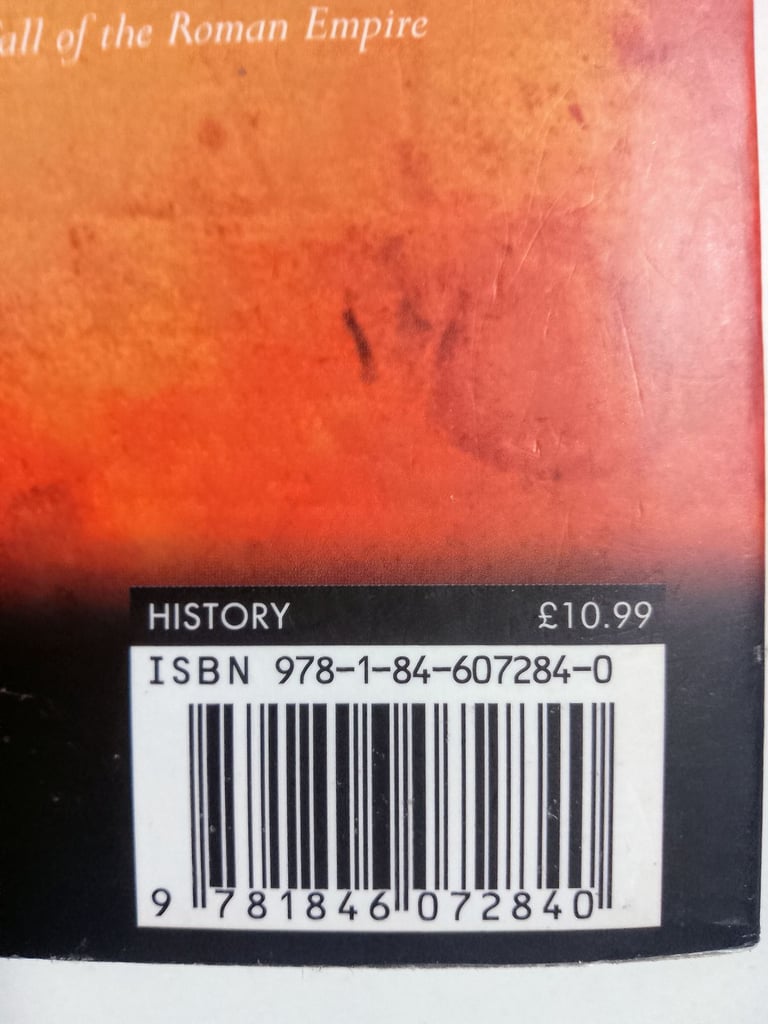 all of the Roman Empire
HISTORY £10.99
ISBN 978-1-84-607284-0
9 781846 072840